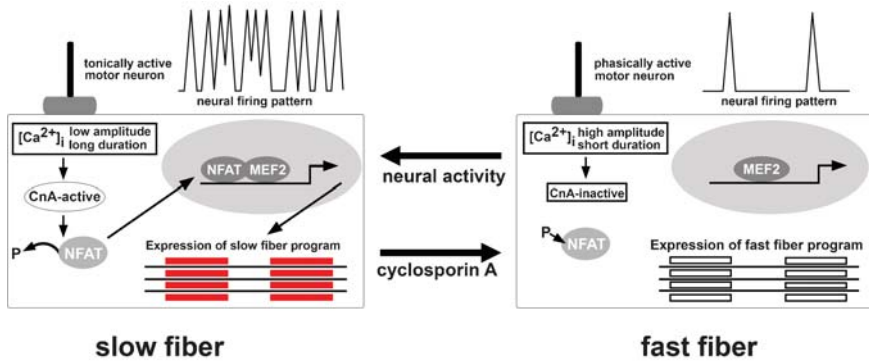 tonically active
motor neuron
neural firing pattern
[Ca2+]i low amplitude
long duration
CnA-active
P
NFAT
NFAT MEF2
Expression of slow fiber program
slow fiber
neural activity
cyclosporin A
phasically active
motor neuron
neural firing pattern
[Ca2+]i high amplitude
short duration
CnA-inactive
P
NFAT
MEF2
Expression of fast fiber program
fast fiber